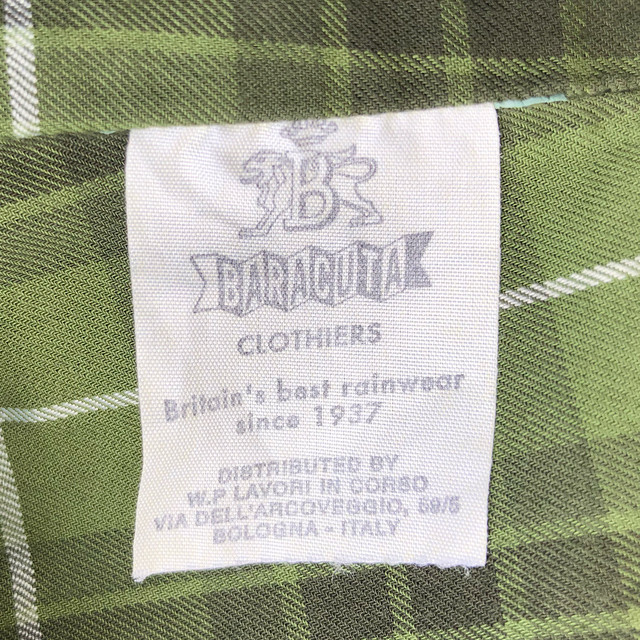 B
BARACUTA
CLOTHIERS
Britain's best rainwear
since 1937
DISTRIBUTED BY
W.P LAVORI IN CORSO
VIA DELL'ARCOVEGGIO, 59/5
BOLOGNA - ITALY